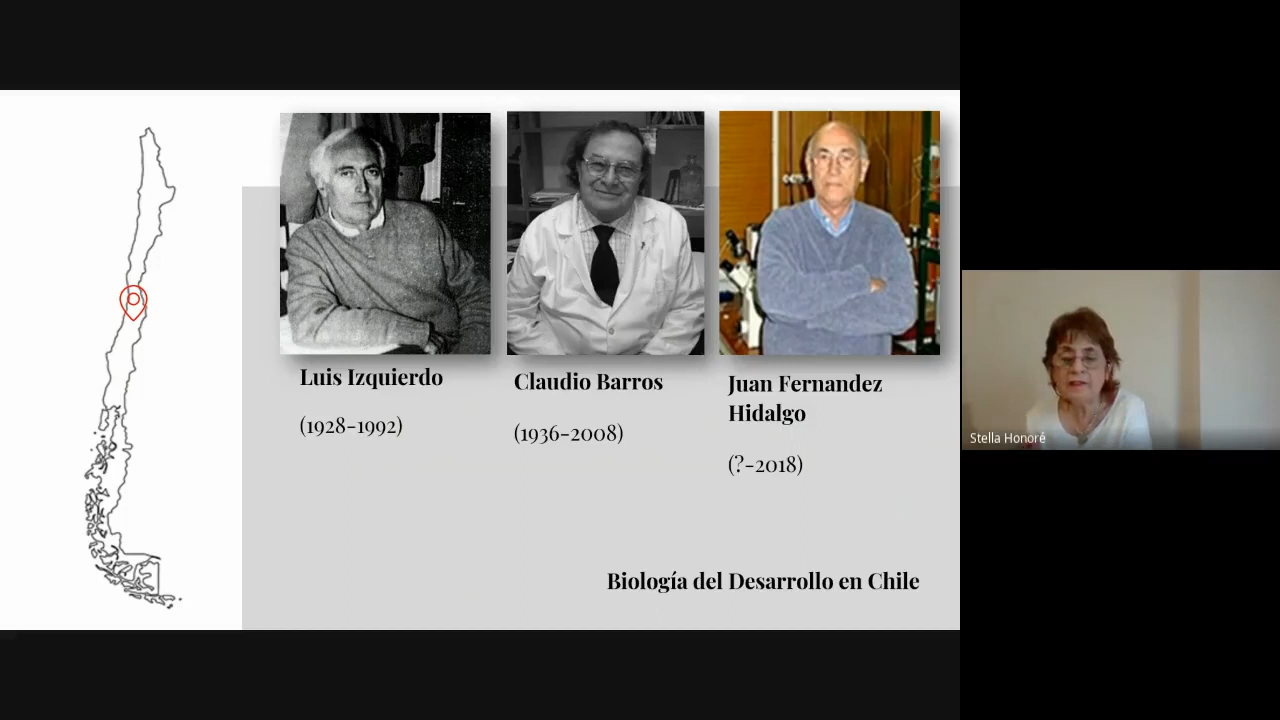 Luis Izquierdo
(1928-1992)
Claudio Barros
(1936-2008)
Juan Fernandez
Hidalgo
(?-2018)
Biología del Desarrollo en Chile
Stella Honoré